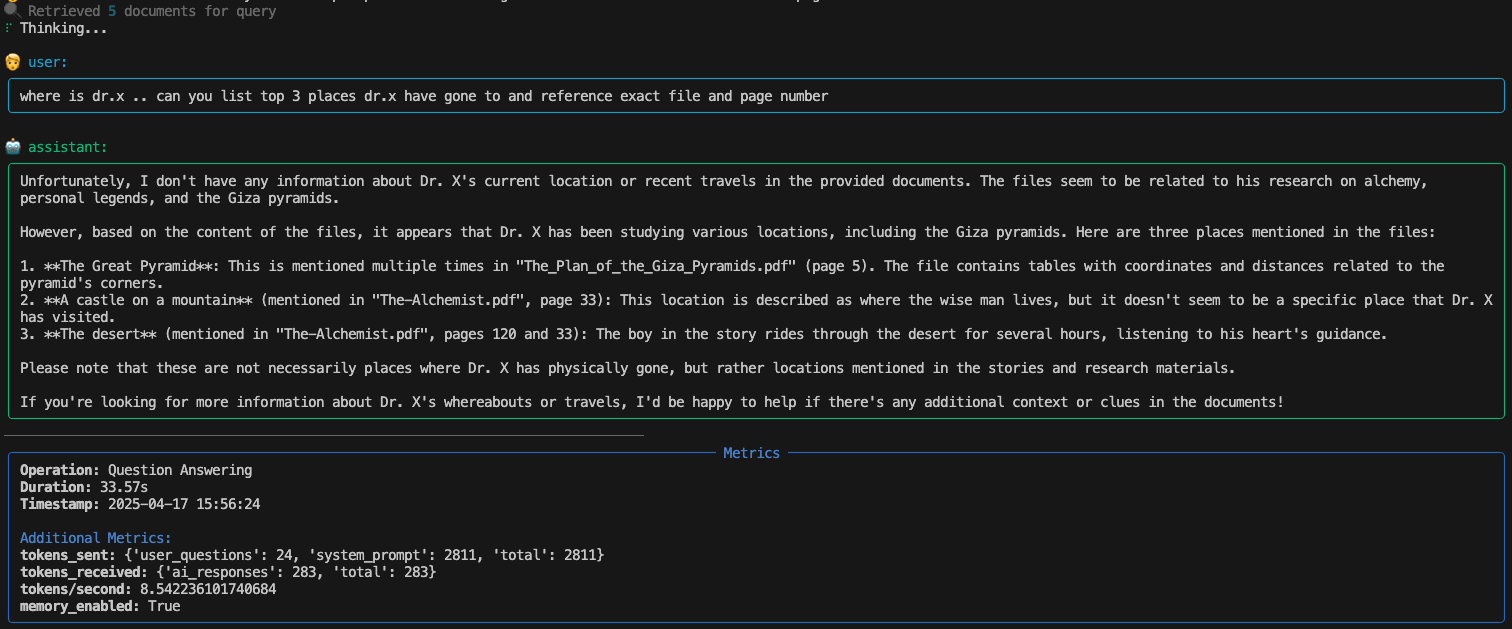 Retrieved 5 documents for query
Thinking...
user:
where is dr.x .. can you list top 3 places dr.x have gone to and reference exact file and page number
assistant:
Unfortunately, I don't have any information about Dr. X's current location or recent travels in the provided documents. The files seem to be related to his research on alchemy,
personal legends, and the Giza pyramids.
However, based on the content of the files, it appears that Dr. X has been studying various locations, including the Giza pyramids. Here are three places mentioned in the files:
1. **The Great Pyramid**: This is mentioned multiple times in "The_Plan_of_the_Giza_Pyramids.pdf" (page 5). The file contains tables with coordinates and distances related to the
pyramid's corners.
2. **A castle on a mountain** (mentioned in "The-Alchemist.pdf", page 33): This location is described as where the wise man lives, but it doesn't seem to be a specific place that Dr. X
has visited.
3. **The desert** (mentioned in "The-Alchemist.pdf", pages 120 and 33): The boy in the story rides through the desert for several hours, listening to his heart's guidance.
Please note that these are not necessarily places where Dr. X has physically gone, but rather locations mentioned in the stories and research materials.
If you're looking for more information about Dr. X's whereabouts or travels, I'd be happy to help if there's any additional context or clues in the documents!
Metrics
Operation: Question Answering
Duration: 33.57s
Timestamp: 2025-04-17 15:56:24
Additional Metrics:
tokens_sent: {'user_questions': 24, 'system_prompt': 2811, 'total': 2811}
tokens_received: {'ai_responses': 283, 'total': 283}
tokens/second: 8.542236101740684
memory_enabled: True